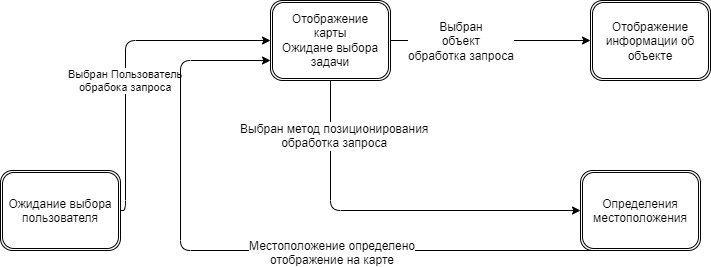 Отображение
карты
Ожидане выбора
задачи
Выбран
объект
обработка запроса
Отображение
информации об
объекте
Выбран Пользователь
обрабока запроса
Выбран метод позиционирования
обработка запроса
Ожидание выбора
пользователя
Определения
местоположения
Местоположение определено
отображение на карте